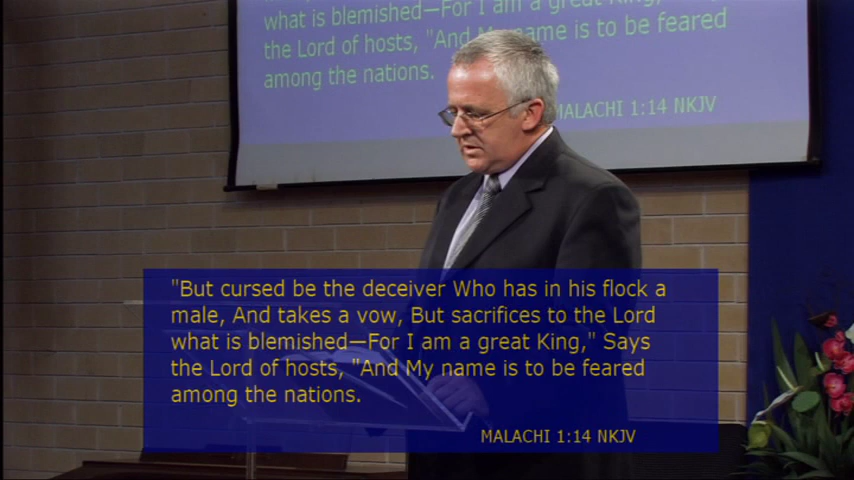 what is blemished—For I am a great King,"
the Lord of hosts, "And My name is to be feared
among the nations.
MALACHI 1:14 NKJV
"But cursed be the deceiver Who has in his flock a
male, And takes a vow, But sacrifices to the Lord
what is blemished—For I am a great King," Says
the Lord of hosts, "And My name is to be feared
among the nations.
MALACHI 1:14 NKJV